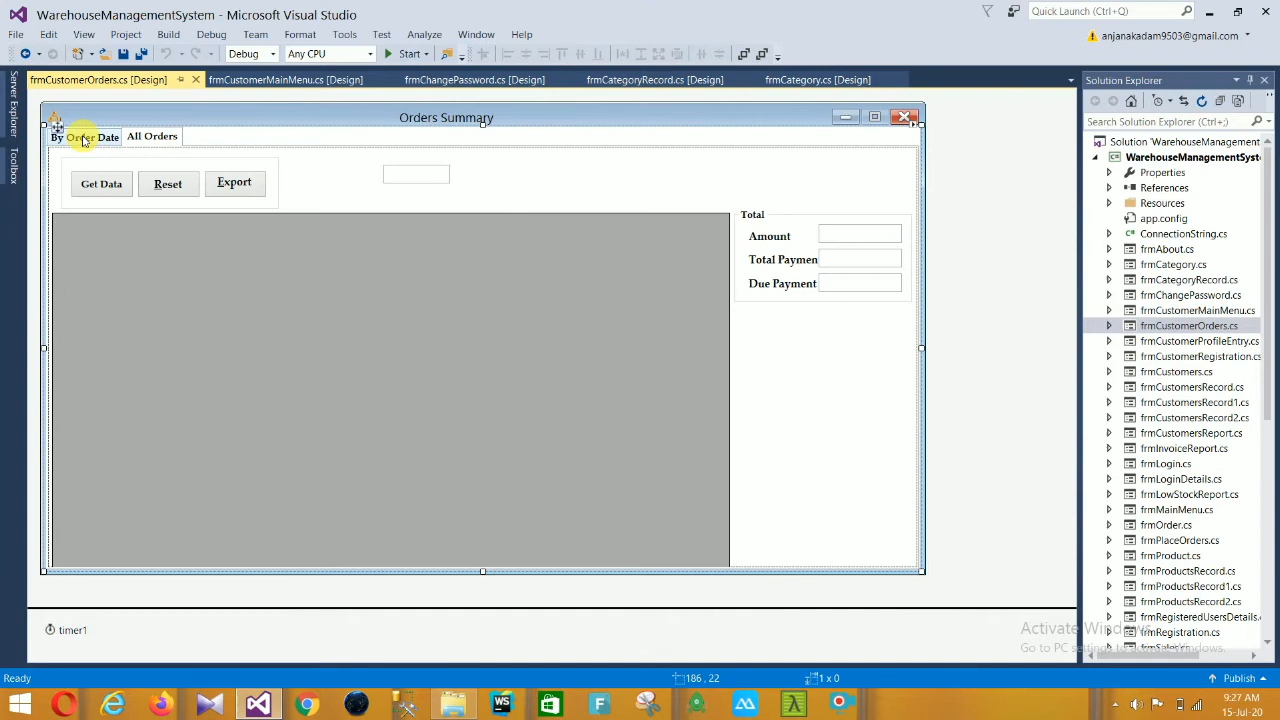 WarehouseManagementSystem - Microsoft Visual Studio
Quick Launch (Ctrl+;)
File Edit View Project Build Debug Team Format Tools Test Analyze Window Help
anjanakadam9503@gmail.com
Debug Any CPU Start
frmCustomerOrders.cs [Design] frmCustomerMainMenu.cs [Design] frmChangePassword.cs [Design] frmCategoryRecord.cs [Design] frmCategory.cs [Design]
Server Explorer
Toolbox
Orders Summary
By Order Date All Orders
Get Data Reset Export
Total
Amount
Total Paymen
Due Payment
timer1
Solution Explorer
Search Solution Explorer (Ctrl+;)
Solution 'WarehouseManagement
WarehouseManagementSyst
Properties
References
Resources
app.config
ConnectionString.cs
frmAbout.cs
frmCategory.cs
frmCategoryRecord.cs
frmChangePassword.cs
frmCustomerMainMenu.cs
frmCustomerOrders.cs
frmCustomerProfileEntry.cs
frmCustomerRegistration.cs
frmCustomers.cs
frmCustomersRecord.cs
frmCustomersRecord1.cs
frmCustomersRecord2.cs
frmCustomersReport.cs
frmInvoiceReport.cs
frmLogin.cs
frmLoginDetails.cs
frmLowStockReport.cs
frmMainMenu.cs
frmOrder.cs
frmPlaceOrders.cs
frmProduct.cs
frmProductsRecord.cs
frmProductsRecord1.cs
frmProductsRecord2.cs
frmRegisteredUsersDetails.
frmRegistration.cs
frmSales.cs
Activate Windows
Go to PC settings to activate Windows.
Ready 186 , 22 1 x 0 Publish
WS F
9:27 AM
15-Jul-20